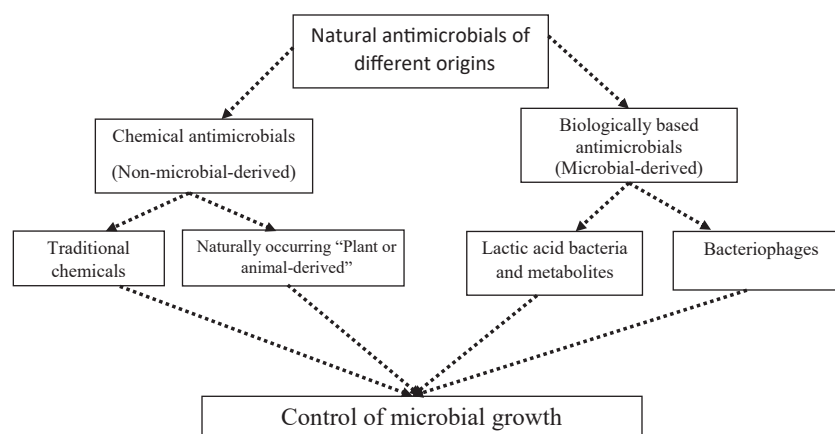 Natural antimicrobials of
different origins
Chemical antimicrobials
(Non-microbial-derived)
Biologically based
antimicrobials
(Microbial-derived)
Traditional
chemicals
Naturally occurring “Plant or
animal-derived”
Lactic acid bacteria
and metabolites
Bacteriophages
Control of microbial growth